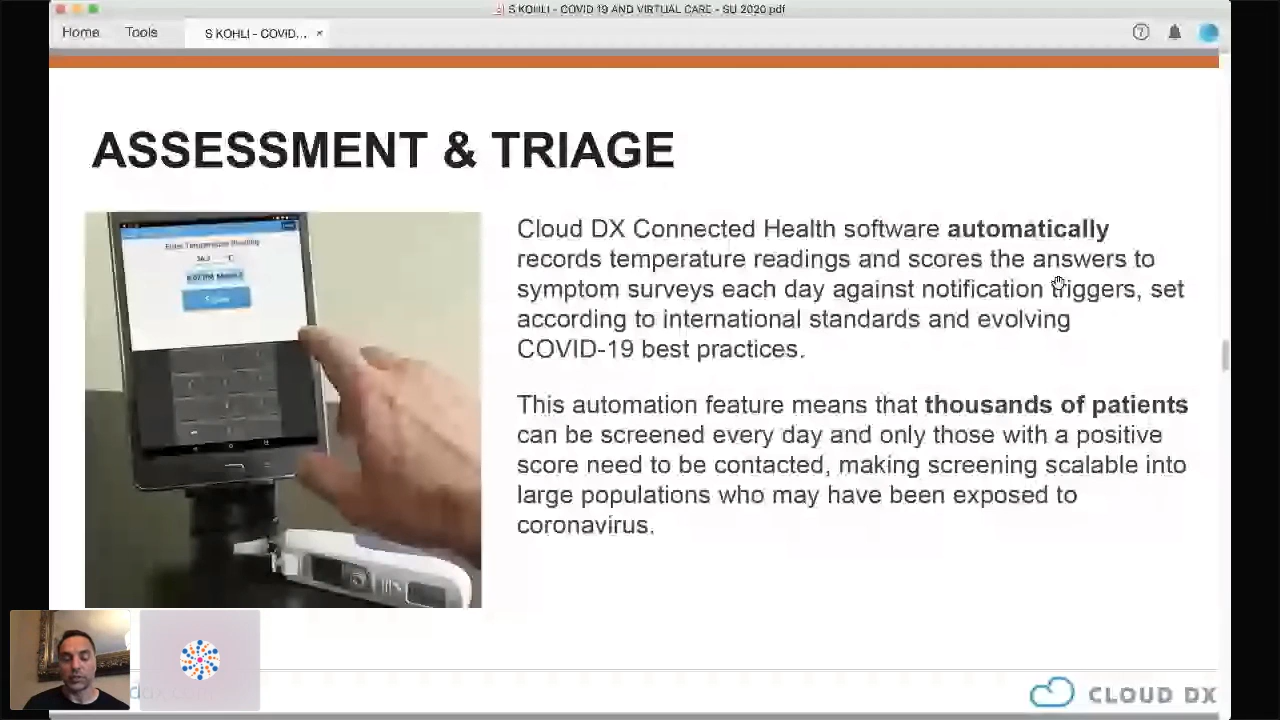 S KOHLI - COVID 19 AND VIRTUAL CARE - SU 2020.pdf
Home Tools S KOHLI - COVID... ×
ASSESSMENT & TRIAGE
Cloud DX Connected Health software automatically
records temperature readings and scores the answers to
symptom surveys each day against notification triggers, set
according to international standards and evolving
COVID-19 best practices.
This automation feature means that thousands of patients
can be screened every day and only those with a positive
score need to be contacted, making screening scalable into
large populations who may have been exposed to
coronavirus.
Enter Temperature Reading
CLOUD DX